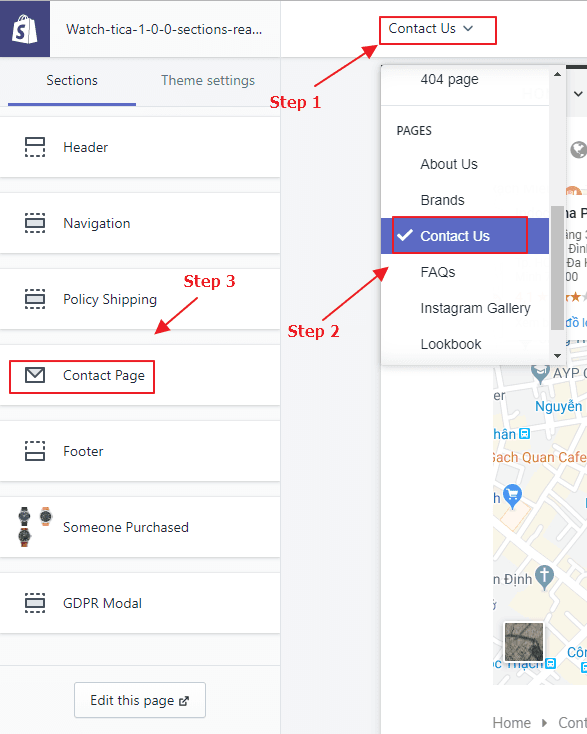 Watch-tica-1-0-0-sections-rea...
Contact Us
Sections
Theme settings
Step 1
404 page
PAGES
About Us
Brands
Contact Us
FAQs
Instagram Gallery
Lookbook
Step 2
Header
Navigation
Policy Shipping
Step 3
Contact Page
Footer
Someone Purchased
GDPR Modal
Edit this page
AYP C
Nguyễn
Gach Quan Cafe
n Định
Home
Cont